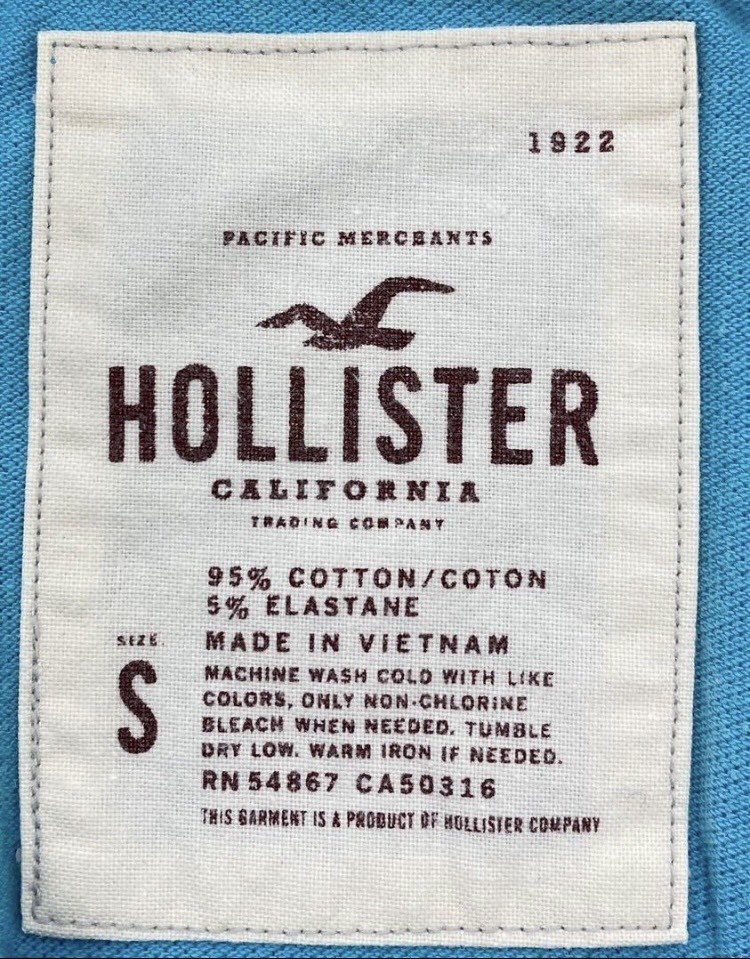 1922
PACIFIC MERCHANTS
HOLLISTER
CALIFORNIA
TRADING COMPANY
95% COTTON/COTON
5% ELASTANE
MADE IN VIETNAM
SIZE
S
MACHINE WASH COLD WITH LIKE
COLORS, ONLY NON-CHLORINE
BLEACH WHEN NEEDED. TUMBLE
DRY LOW. WARM IRON IF NEEDED.
RN 54867 CA50316
THIS GARMENT IS A PRODUCT OF HOLLISTER COMPANY